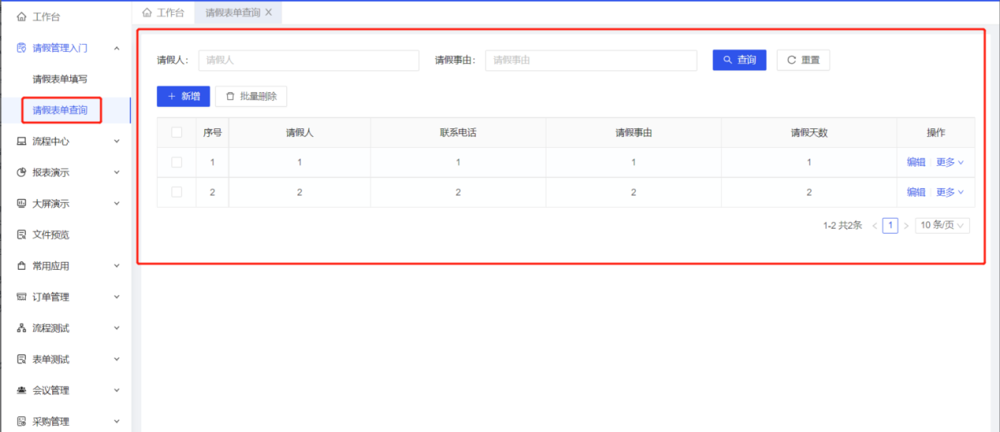 工作台
请假管理入门
请假表单填写
请假表单查询
流程中心
报表演示
大屏演示
文件预览
常用应用
订单管理
流程测试
表单测试
会议管理
采购管理
工作台 请假表单查询
请假人： 请假人 请假事由： 请假事由 查询 重置
新增 批量删除
序号 请假人 联系电话 请假事由 请假天数 操作
1 1 1 1 1 编辑 更多
2 2 2 2 2 编辑 更多
1-2 共2条 1 10 条/页